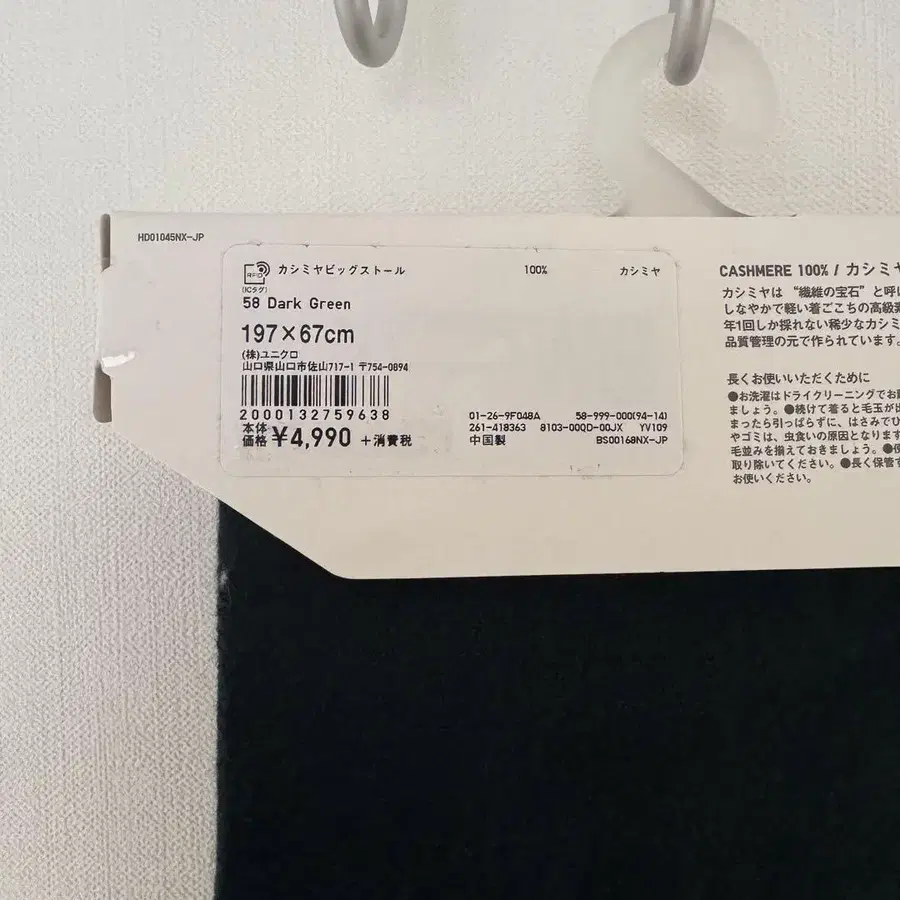 HD01045NX-JP
RFID
(ICタグ)
カシミヤビッグストール 100% カシミヤ
58 Dark Green
197×67cm
(株)ユニクロ
山口県山口市佐山717-1 〒754-0894
2000132759638
本体価格 ¥4,990 +消費税
01-26-9F048A 58-999-000(94-14)
261-418363 8103-00QD-00JX YV109
中国製 BS00168NX-JP
CASHMERE 100% / カシミヤ
カシミヤは “繊維の宝石” と呼
しなやかで軽い着ごこちの高級
年1回しか採れない稀少なカシミ
品質管理の元で作られています。
長くお使いいただくために
●お洗濯はドライクリーニングでお
ましょう。●続けて着ると毛玉が出
まったら引っぱらずに、はさみでひ
やゴミは、虫食いの原因となります
毛並みを揃えておきましょう。●
取り除いてください。●長く保管
お使いください。